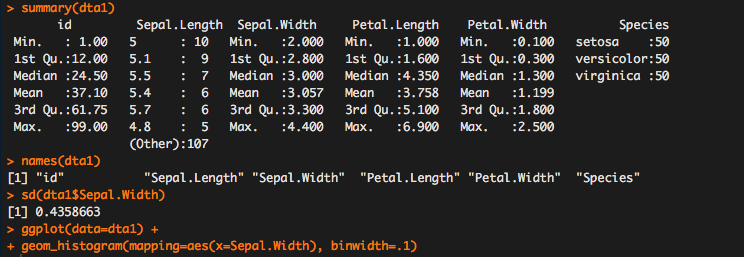 > summary(dta1)
id Sepal.Length Sepal.Width Petal.Length Petal.Width Species
Min. : 1.00 5 : 10 Min. :2.000 Min. :1.000 Min. :0.100 setosa :50
1st Qu.:12.00 5.1 : 9 1st Qu.:2.800 1st Qu.:1.600 1st Qu.:0.300 versicolor:50
Median :24.50 5.5 : 7 Median :3.000 Median :4.350 Median :1.300 virginica :50
Mean :37.10 5.4 : 6 Mean :3.057 Mean :3.758 Mean :1.199
3rd Qu.:61.75 5.7 : 6 3rd Qu.:3.300 3rd Qu.:5.100 3rd Qu.:1.800
Max. :99.00 4.8 : 5 Max. :4.400 Max. :6.900 Max. :2.500
(Other):107
> names(dta1)
[1] "id" "Sepal.Length" "Sepal.Width" "Petal.Length" "Petal.Width" "Species"
> sd(dta1$Sepal.Width)
[1] 0.4358663
> ggplot(data=dta1) +
+ geom_histogram(mapping=aes(x=Sepal.Width), binwidth=.1)